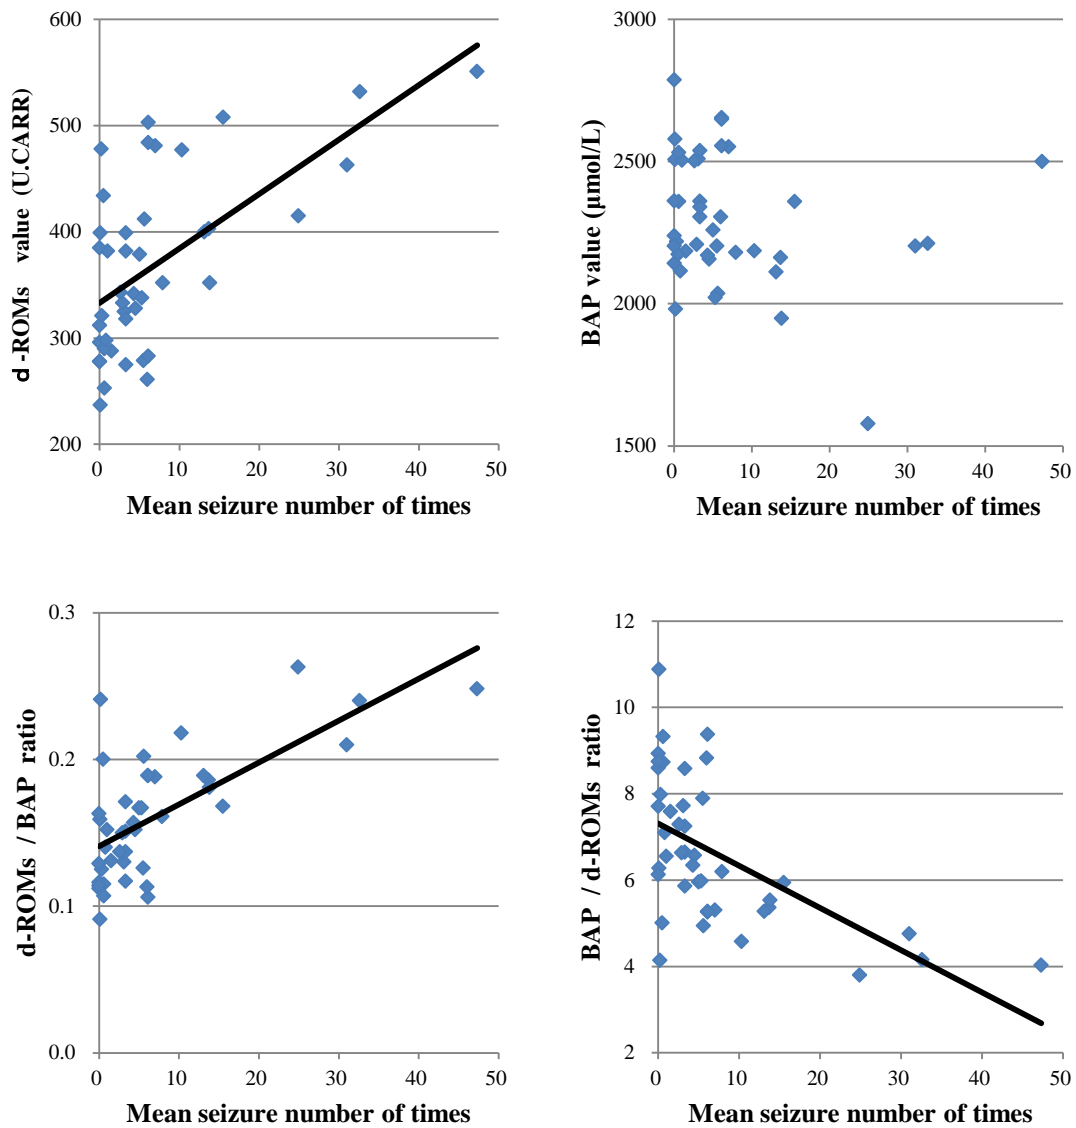 600
500
400
300
200
0 10 20 30 40 50
d -ROMs value (U.CARR)
Mean seizure number of times
3000
2500
2000
1500
0 10 20 30 40 50
BAP value (μmol/L)
Mean seizure number of times
0.3
0.2
0.1
0.0
0 10 20 30 40 50
d-ROMs / BAP ratio
Mean seizure number of times
12
10
8
6
4
2
0 10 20 30 40 50
BAP / d-ROMs ratio
Mean seizure number of times